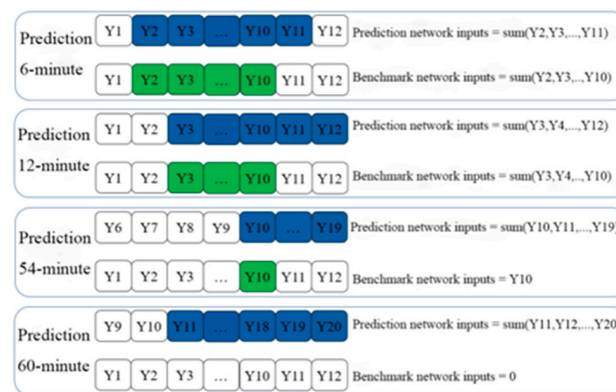 Prediction
6-minute
Y1 Y2 Y3 ... Y10 Y11 Y12 Prediction network inputs = sum(Y2,Y3,...,Y11)
Y1 Y2 Y3 ... Y10 Y11 Y12 Benchmark network inputs = sum(Y2,Y3,...,Y10)
Prediction
12-minute
Y1 Y2 Y3 ... Y10 Y11 Y12 Prediction network inputs = sum(Y3,Y4,...,Y12)
Y1 Y2 Y3 ... Y10 Y11 Y12 Benchmark network inputs = sum(Y3,Y4,...,Y10)
Prediction
54-minute
Y6 Y7 Y8 Y9 Y10 ... Y19 Prediction network inputs = sum(Y10,Y11,...,Y19)
Y1 Y2 Y3 ... Y10 Y11 Y12 Benchmark network inputs = Y10
Prediction
60-minute
Y9 Y10 Y11 ... Y18 Y19 Y20 Prediction network inputs = sum(Y11,Y12,...,Y20
Y1 Y2 Y3 ... Y10 Y11 Y12 Benchmark network inputs = 0